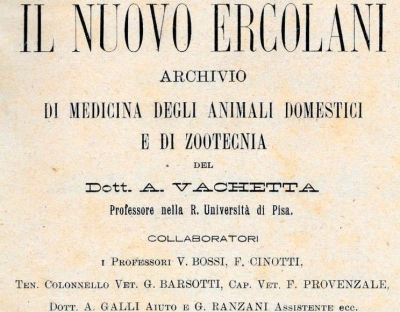 IL NUOVO ERCOLANI
ARCHIVIO
DI MEDICINA DEGLI ANIMALI DOMESTICI
E DI ZOOTECNIA
DEL
Dott. A. VACHETTA
Professore nella R. Università di Pisa.
COLLABORATORI
I PROFESSORI V. BOSSI, F. CINOTTI,
TEN. COLONNELLO VET. G. BARSOTTI, CAP. VET. F. PROVENZALE,
DOTT. A. GALLI AIUTO E G. RANZANI ASSISTENTE ecc.